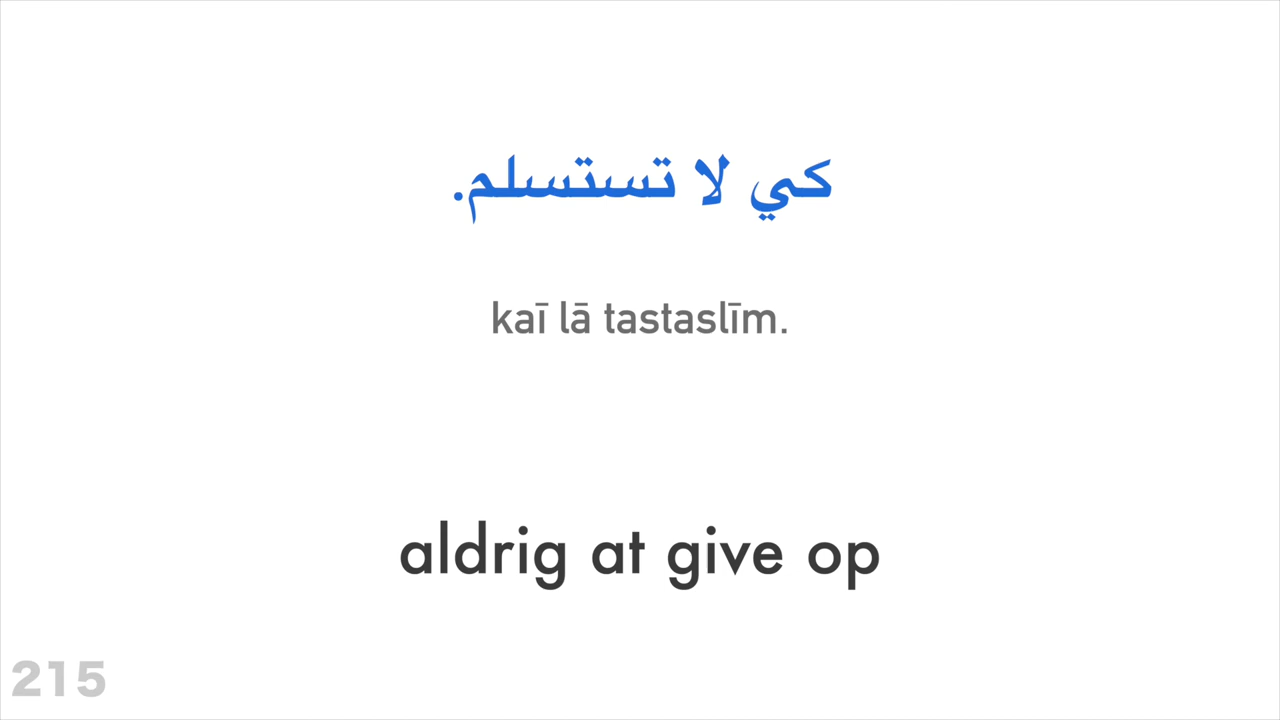 كي لا تستسلم.
kaī lā tastaslīm.
aldrig at give op
215